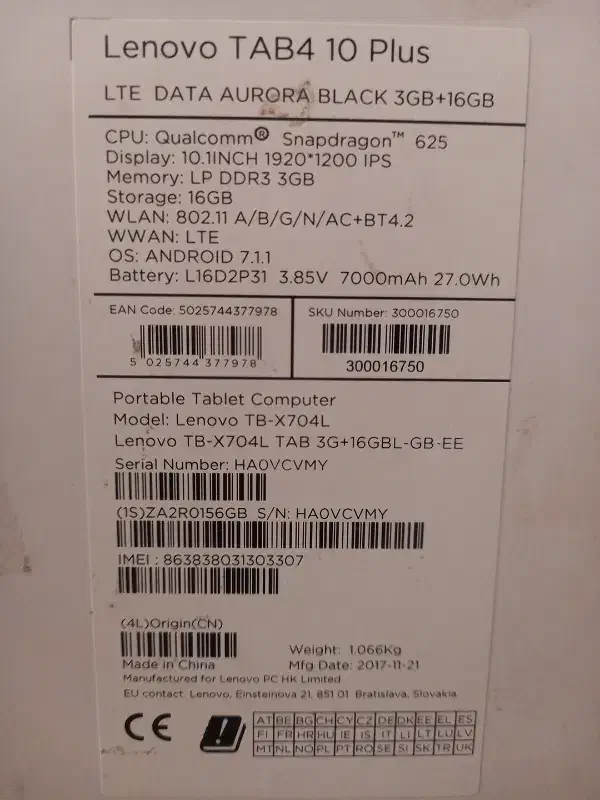 Lenovo TAB4 10 Plus
LTE DATA AURORA BLACK 3GB+16GB
CPU: Qualcomm® Snapdragon™ 625
Display: 10.1INCH 1920*1200 IPS
Memory: LP DDR3 3GB
Storage: 16GB
WLAN: 802.11 A/B/G/N/AC+BT4.2
WWAN: LTE
OS: ANDROID 7.1.1
Battery: L16D2P31 3.85V 7000mAh 27.0Wh
EAN Code: 5025744377978
5 025744 377978
SKU Number: 300016750
300016750
Portable Tablet Computer
Model: Lenovo TB-X704L
Lenovo TB-X704L TAB 3G+16GBL-GB-EE
Serial Number: HA0VCVMY
(1S)ZA2R0156GB S/N: HA0VCVMY
IMEI : 863838031303307
(4L)Origin(CN)
Made in China
Weight: 1.066Kg
Mfg Date: 2017-11-21
Manufactured for Lenovo PC HK Limited
EU contact: Lenovo, Einsteinova 21, 851 01 Bratislava, Slovakia
CE
AT BE BG CH CY CZ DE DK EE EL ES
FI FR HR HU IE IS IT LI LT LU LV
MT NL NO PL PT RO SE SI SK TR UK